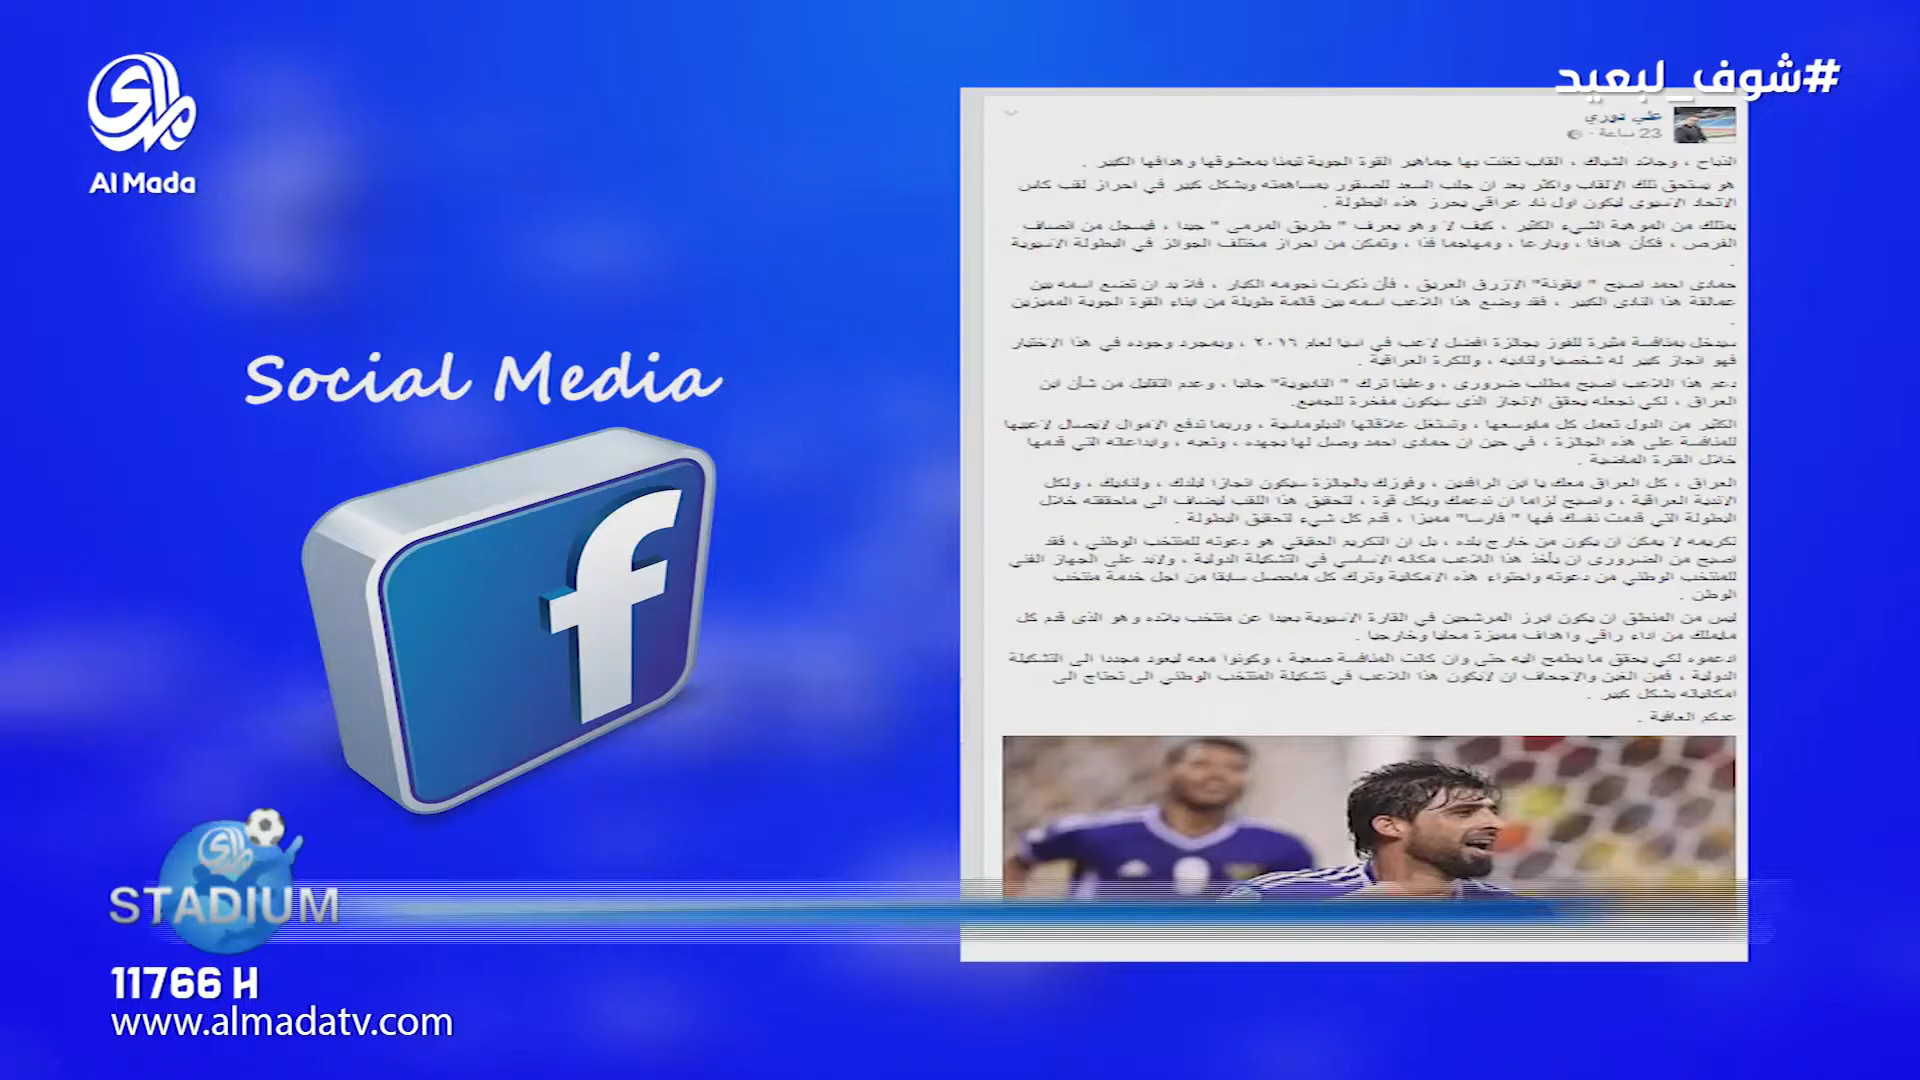 مدى
Al Mada
#شوف_لبعيد
علي نوري
23 ساعة ·
الذباح ، وجلاد الشباك ، القاب تغنت بها جماهير القوة الجوية تيمنا بمعشوقها وهدافها الكبير .
هو يستحق تلك الالقاب واكثر بعد ان جلب السعد للصقور بمساهمته وبشكل كبير في احراز لقب كاس
الاتحاد الاسيوي ليكون اول ناد عراقي يحرز هذه البطولة .
يمتلك من الموهبة الشيء الكثير ، كيف لا وهو يعرف " طريق المرمى " جيدا ، فيسجل من انصاف
الفرص ، فكأن هدافا ، وبارعا ، ومهاجما فذا ، وتمكن من احراز مختلف الجوائز في البطولة الاسيوية
.
حمادي احمد اصبح " ايقونة" الازرق العريق ، فأن ذكرت نجومه الكبار ، فلا بد ان تضع اسمه بين
عمالقة هذا النادي الكبير ، فقد وضع هذا اللاعب اسمه بين قائمة طويلة من ابناء القوة الجوية المميزين
.
سيدخل بمنافسة مثيرة للفوز بجائزة افضل لاعب في اسيا لعام ٢٠١٦ ، وبمجرد وجوده في هذا الاختيار
فهو انجاز كبير له شخصيا ولناديه ، وللكرة العراقية .
دعم هذا اللاعب اصبح مطلب ضروري ، وعلينا ترك " الناديوية" جانبا ، وعدم التقليل من شأن ابن
العراق ، لكي نجعله يحقق الانجاز الذي سيكون مفخرة للجميع.
الكثير من الدول تعمل كل مابوسعها ، وتستغل علاقاتها الدبلوماسية ، وربما تدفع الاموال لايصال لاعبيها
للمنافسة على هذه الجائزة ، في حين ان حمادي احمد وصل لها بجهده ، وتعبه ، وابداعاته التي قدمها
خلال الفترة الماضية .
العراق ، كل العراق معك يا ابن الرافدين ، وفوزك بالجائزة سيكون انجازا لبلدك ، ولناديك ، ولكل
الاندية العراقية ، واصبح لزاما ان ندعمك وبكل قوة ، لتحقيق هذا اللقب ليضاف الى ماحققته خلال
البطولة التي قدمت نفسك فيها " فارسا" مميزا ، قدم كل شيء لتحقيق البطولة .
تكريمه لا يمكن ان يكون من خارج بلده ، بل ان التكريم الحقيقي هو دعوته للمنتخب الوطني ، فقد
اصبح من الضروري ان يأخذ هذا اللاعب مكانه الاساسي في التشكيلة الدولية ، ولابد على الجهاز الفني
للمنتخب الوطني من دعوته واحتواء هذه الامكانية وترك كل ماحصل سابقا من اجل خدمة منتخب
الوطن .
ليس من المنطق ان يكون ابرز المرشحين في القارة الاسيوية بعيدا عن منتخب بلاده وهو الذي قدم كل
مايملك من اداء راقي واهداف مميزة محليا وخارجيا .
ادعموه لكي يحقق ما يطمح اليه حتى وان كانت المنافسة صعبة ، وكونوا معه ليعود مجددا الى التشكيلة
الدولية ، فمن الغبن والاجحاف ان لايكون هذا اللاعب في تشكيلة المنتخب الوطني الى تحتاج الى
امكانياته بشكل كبير .
عدكم العافية .
Social Media
f
مدى
STADIUM
11766 H
www.almadatv.com